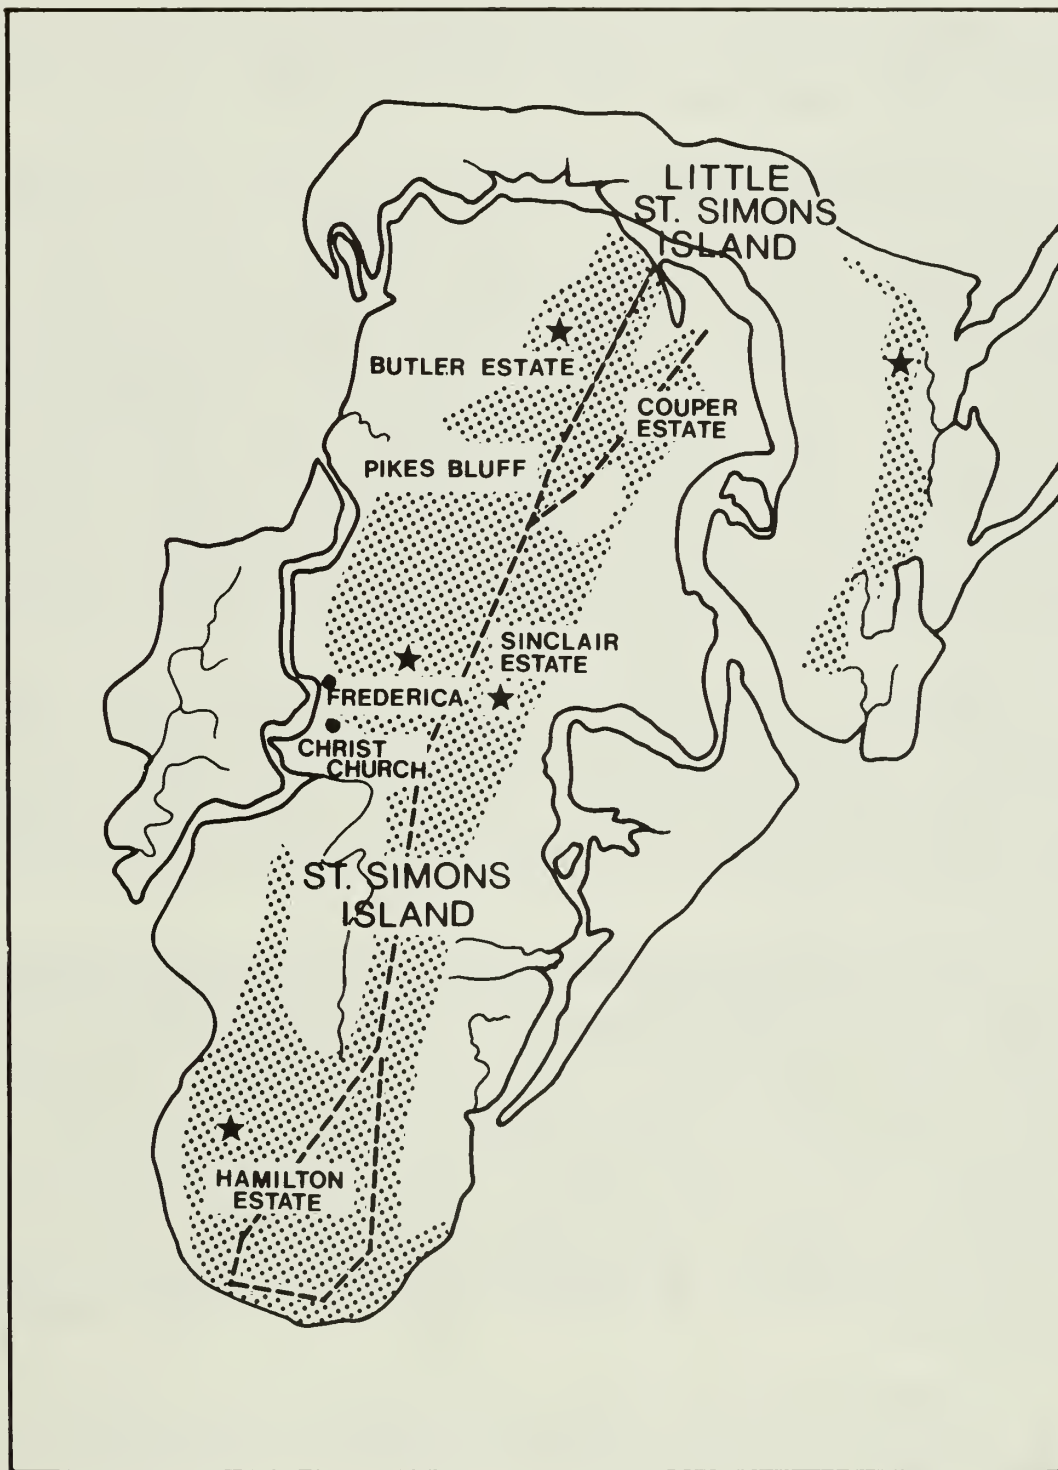 LITTLE
ST. SIMONS
ISLAND
BUTLER ESTATE
COUPER
ESTATE
PIKES BLUFF
SINCLAIR
ESTATE
FREDERICA
CHRIST
CHURCH
ST. SIMONS
ISLAND
HAMILTON
ESTATE